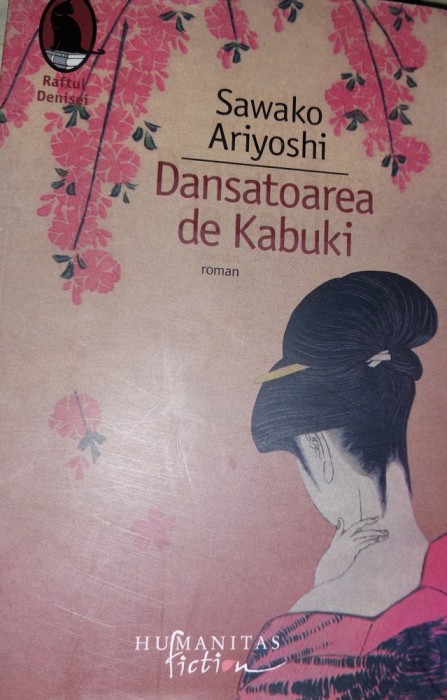 Raftul
Denisei
Sawako
Ariyoshi
Dansatoarea
de Kabuki
roman
HUMANITAS
fiction